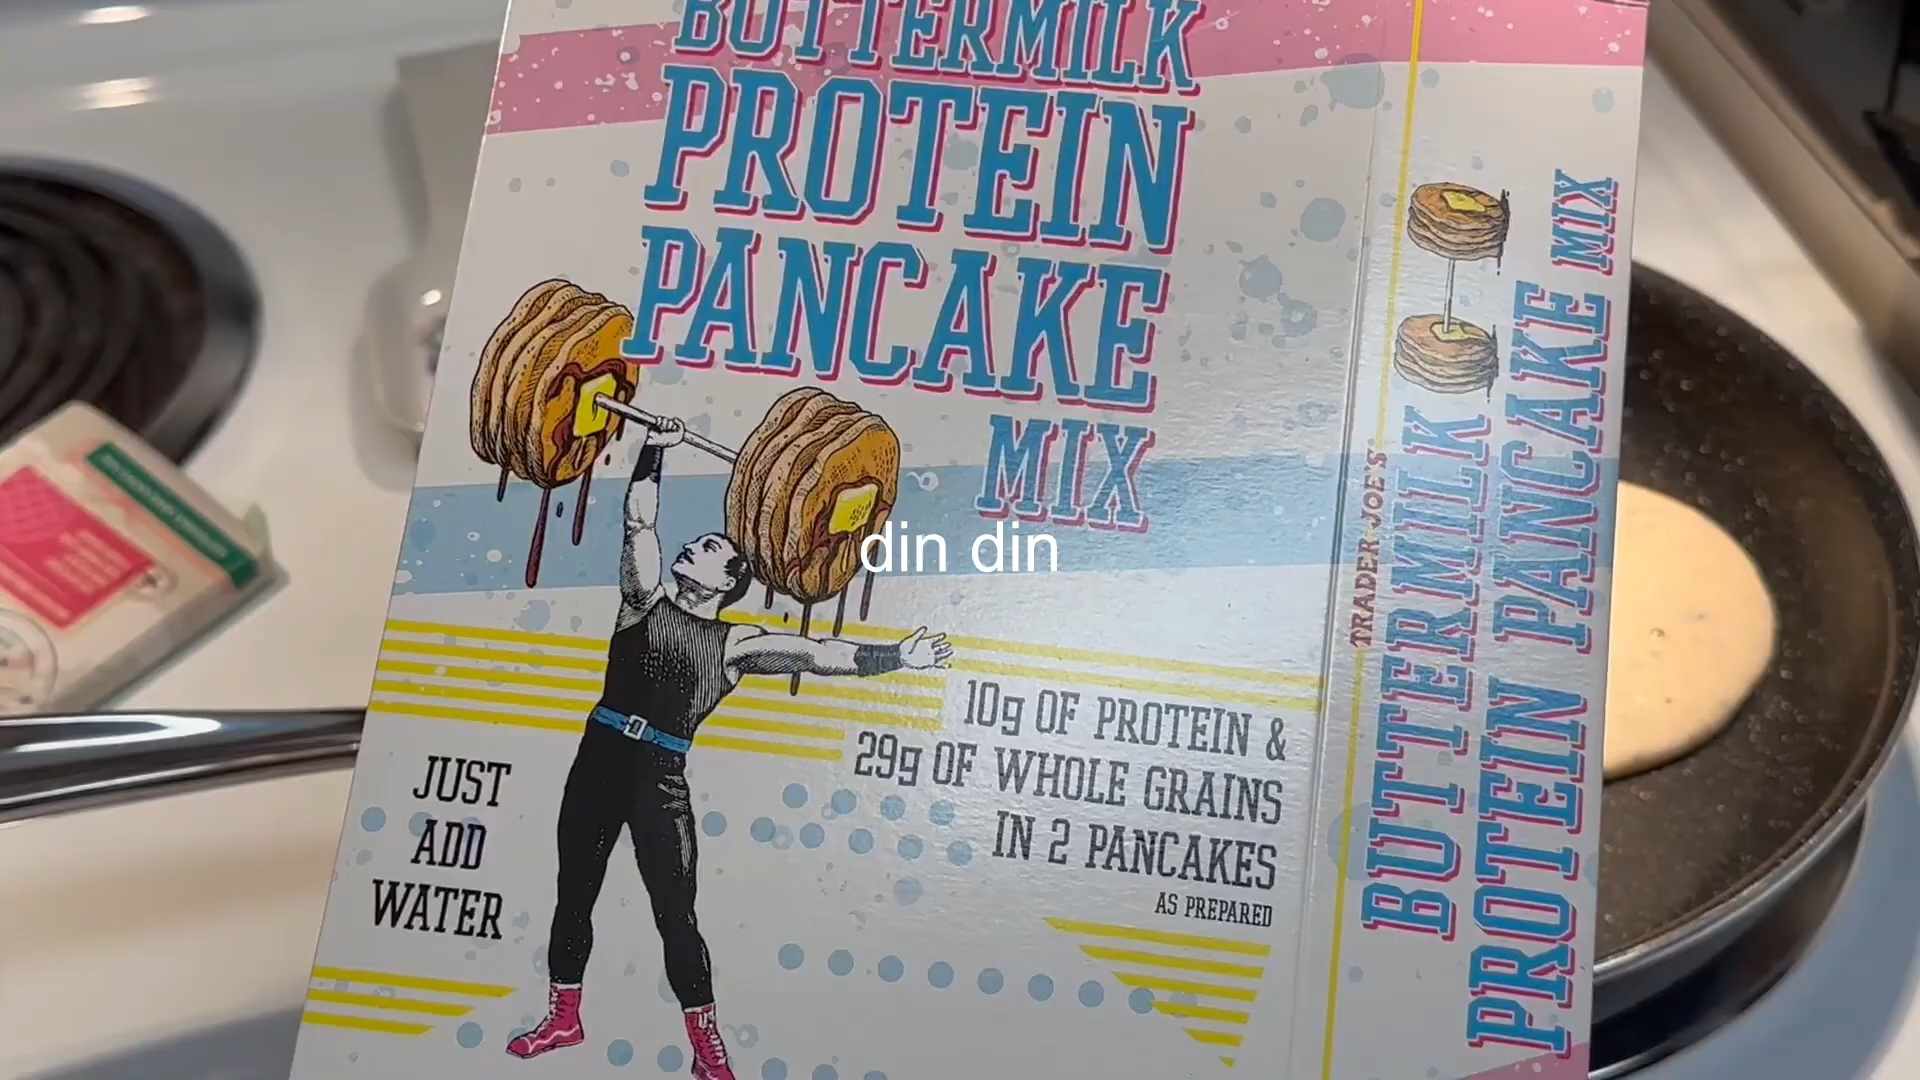 BUTTERMILK
PROTEIN
PANCAKE
MIX
din din
10g OF PROTEIN &
29g OF WHOLE GRAINS
IN 2 PANCAKES
AS PREPARED
JUST
ADD
WATER
TRADER JOE'S
BUTTERMILK
PROTEIN PANCAKE MIX